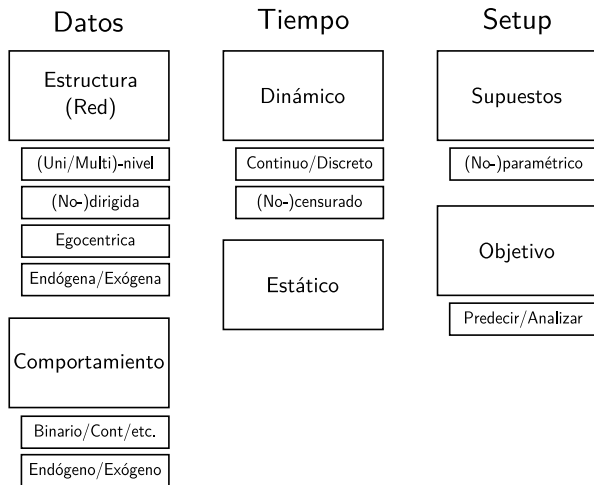 Datos
Estructura
(Red)
(Uni/Multi)-nivel
(No-)dirigida
Egocentrica
Endógena/Exógena
Comportamiento
Binario/Cont/etc.
Endógeno/Exógeno
Tiempo
Dinámico
Continuo/Discreto
(No-)censurado
Estático
Setup
Supuestos
(No-)paramétrico
Objetivo
Predecir/Analizar